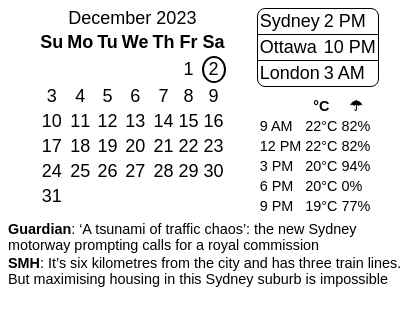 December 2023
Su Mo Tu We Th Fr Sa
1 2
3 4 5 6 7 8 9
10 11 12 13 14 15 16
17 18 19 20 21 22 23
24 25 26 27 28 29 30
31
Sydney 2 PM
Ottawa 10 PM
London 3 AM
°C ☂
9 AM 22°C 82%
12 PM 22°C 82%
3 PM 20°C 94%
6 PM 20°C 0%
9 PM 19°C 77%
Guardian: ‘A tsunami of traffic chaos’: the new Sydney
motorway prompting calls for a royal commission
SMH: It’s six kilometres from the city and has three train lines.
But maximising housing in this Sydney suburb is impossible